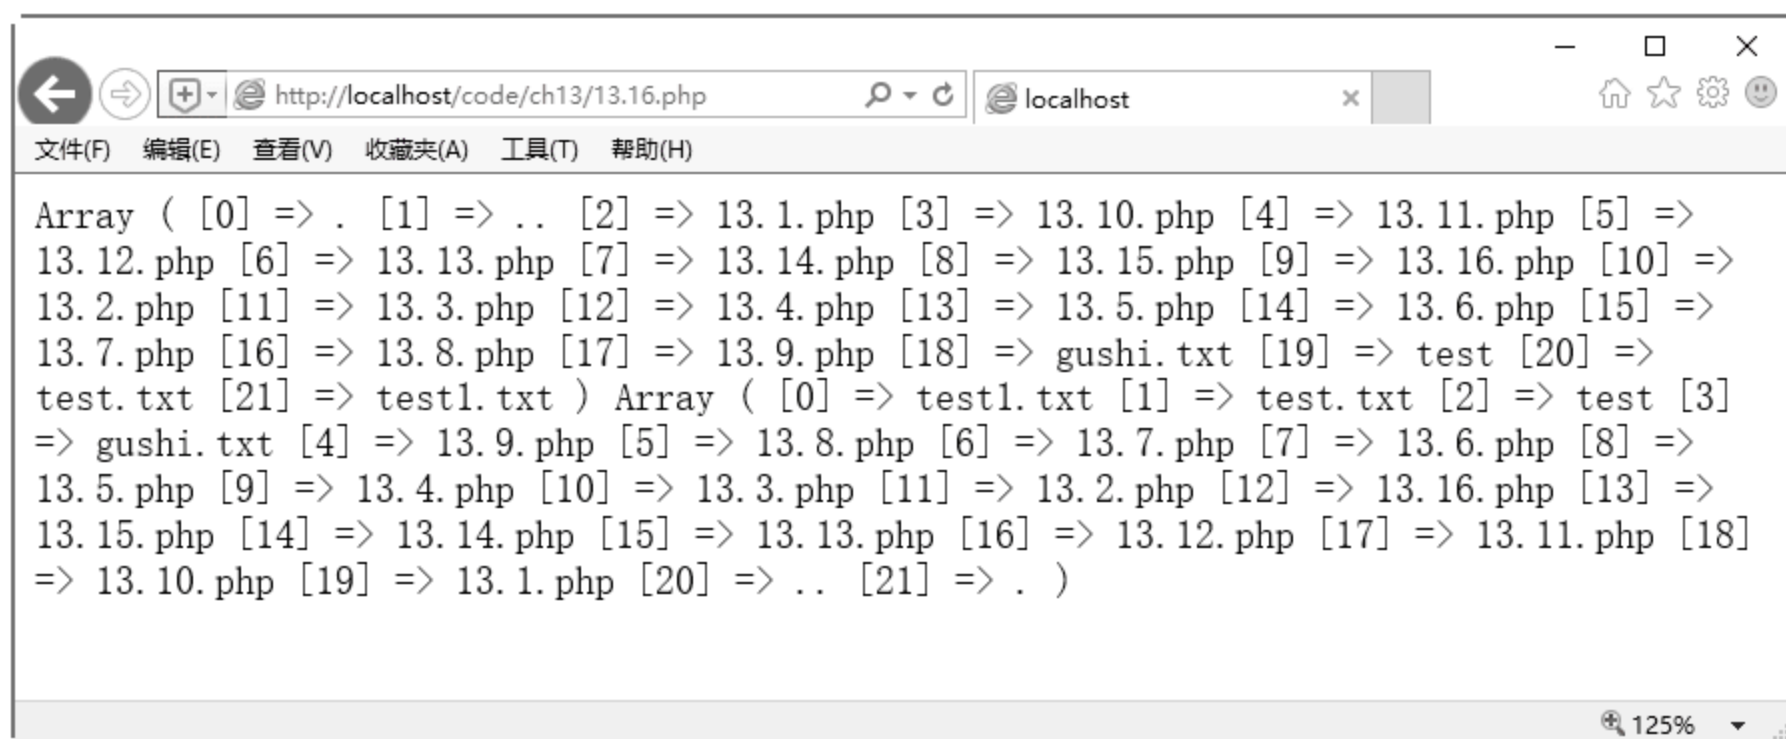 http://localhost/code/ch13/13.16.php
localhost
文件(F) 编辑(E) 查看(V) 收藏夹(A) 工具(T) 帮助(H)
Array ( [0] => . [1] => .. [2] => 13.1.php [3] => 13.10.php [4] => 13.11.php [5] =>
13.12.php [6] => 13.13.php [7] => 13.14.php [8] => 13.15.php [9] => 13.16.php [10] =>
13.2.php [11] => 13.3.php [12] => 13.4.php [13] => 13.5.php [14] => 13.6.php [15] =>
13.7.php [16] => 13.8.php [17] => 13.9.php [18] => gushi.txt [19] => test [20] =>
test.txt [21] => test1.txt ) Array ( [0] => test1.txt [1] => test.txt [2] => test [3]
=> gushi.txt [4] => 13.9.php [5] => 13.8.php [6] => 13.7.php [7] => 13.6.php [8] =>
13.5.php [9] => 13.4.php [10] => 13.3.php [11] => 13.2.php [12] => 13.16.php [13] =>
13.15.php [14] => 13.14.php [15] => 13.13.php [16] => 13.12.php [17] => 13.11.php [18]
=> 13.10.php [19] => 13.1.php [20] => .. [21] => . )
125%